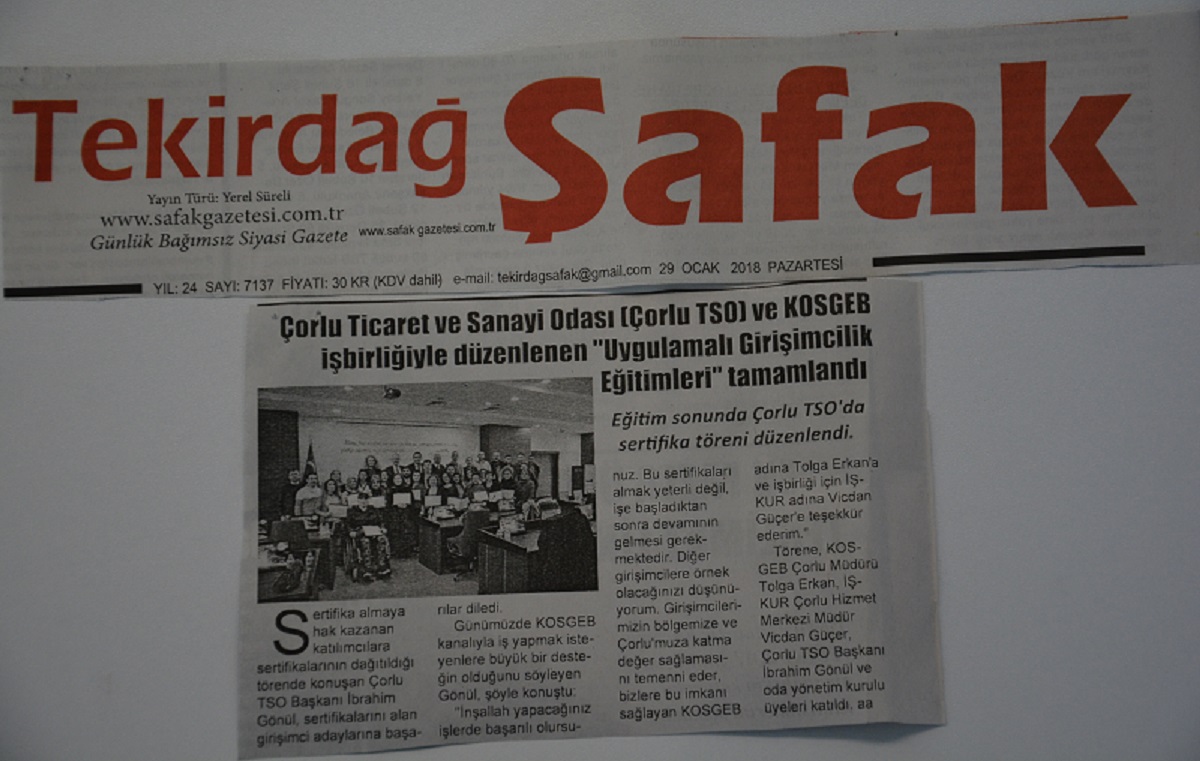 Tekirdağ Şafak
Yayın Türü: Yerel Süreli
www.safakgazetesi.com.tr
Günlük Bağımsız Siyasi Gazete www.safak gazetesi.com.tr
YIL: 24 SAYI: 7137 FİYATI: 30 KR (KDV dahil) e-mail: tekirdagsafak@gmail.com 29 OCAK 2018 PAZARTESİ
Çorlu Ticaret ve Sanayi Odası (Çorlu TSO) ve KOSGEB
işbirliğiyle düzenlenen "Uygulamalı Girişimcilik
Eğitimleri" tamamlandı
Eğitim sonunda Çorlu TSO'da
sertifika töreni düzenlendi.
Sertifika almaya
hak kazanan
katılımcılara
sertifikalarının dağıtıldığı
törende konuşan Çorlu
TSO Başkanı İbrahim
Gönül, sertifikalarını alan
girişimci adaylarına başa-
rılar diledi.
Günümüzde KOSGEB
kanalıyla iş yapmak iste-
yenlere büyük bir deste-
ğin olduğunu söyleyen
Gönül, şöyle konuştu:
"İnşallah yapacağınız
işlerde başarılı olursu-
nuz. Bu sertifikaları
almak yeterli değil,
işe başladıktan
sonra devamının
gelmesi gerek-
mektedir. Diğer
girişimcilere örnek
olacağınızı düşünü-
yorum. Girişimcileri-
mizin bölgemize ve
Çorlu'muza katma
değer sağlaması-
nı temenni eder,
bizlere bu imkanı
sağlayan KOSGEB
adına Tolga Erkan'a
ve işbirliği için İŞ-
KUR adına Vicdan
Güçer'e teşekkür
ederim."
Törene, KOS-
GEB Çorlu Müdürü
Tolga Erkan, İŞ-
KUR Çorlu Hizmet
Merkezi Müdür
Vicdan Güçer,
Çorlu TSO Başkanı
İbrahim Gönül ve
oda yönetim kurulu
üyeleri katıldı. aa